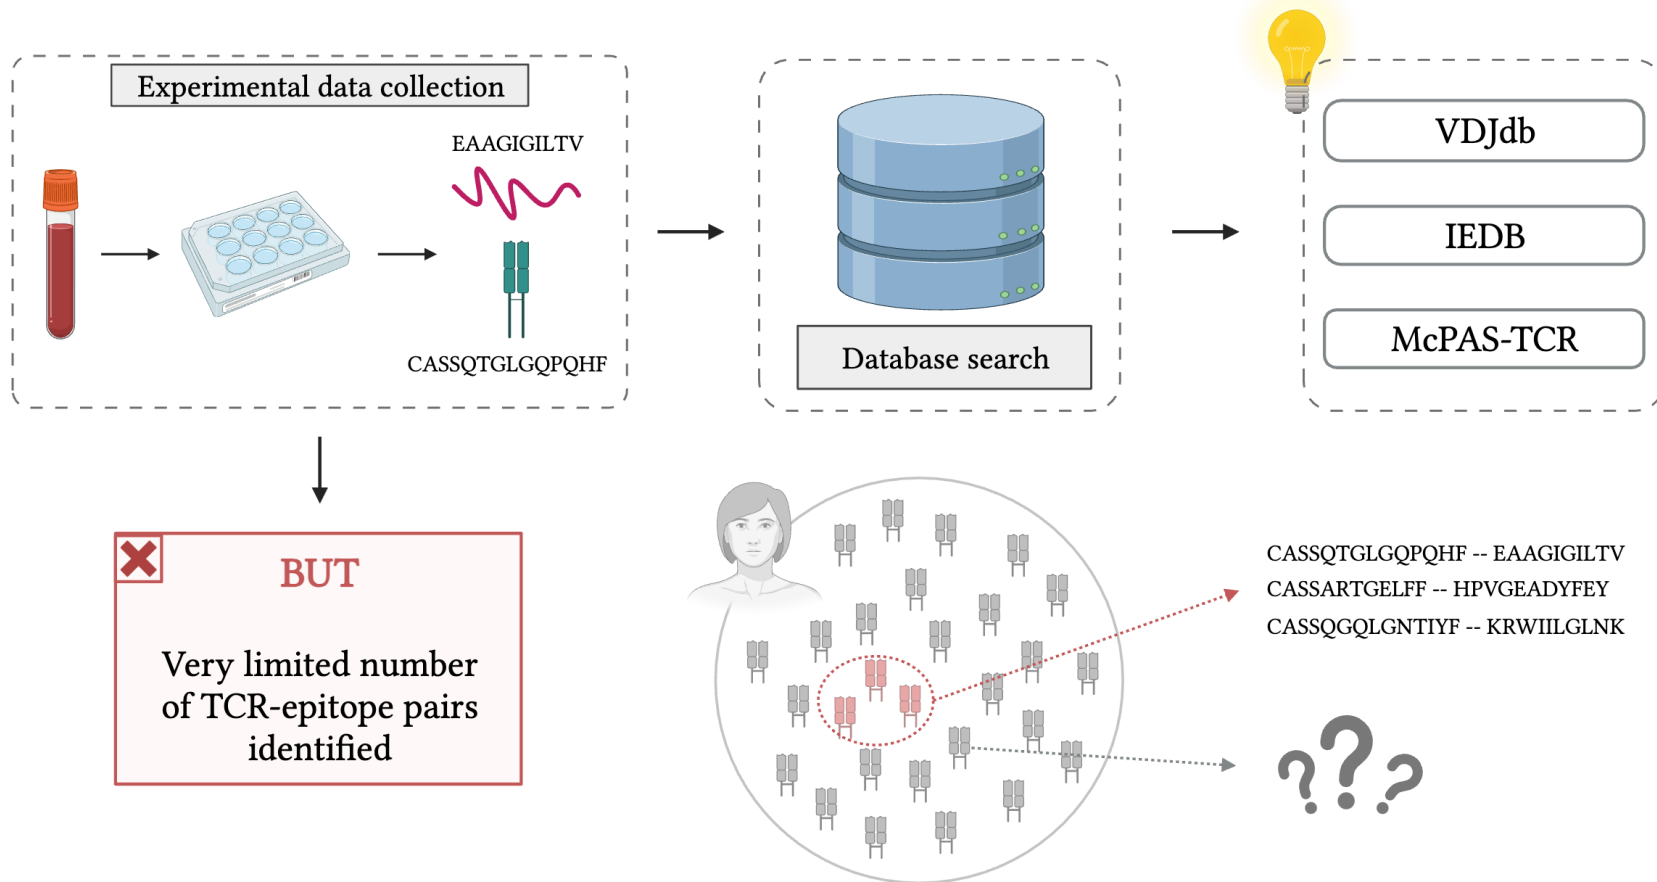 Experimental data collection
EAAGIGILTV
CASSQTGLGQPQHF
Database search
VDJdb
IEDB
McPAS-TCR
BUT
Very limited number
of TCR-epitope pairs
identified
CASSQTGLGQPQHF -- EAAGIGILTV
CASSARTGELFF -- HPVGEADYFEY
CASSQGQLGNTIYF -- KRWIILGLNK
???